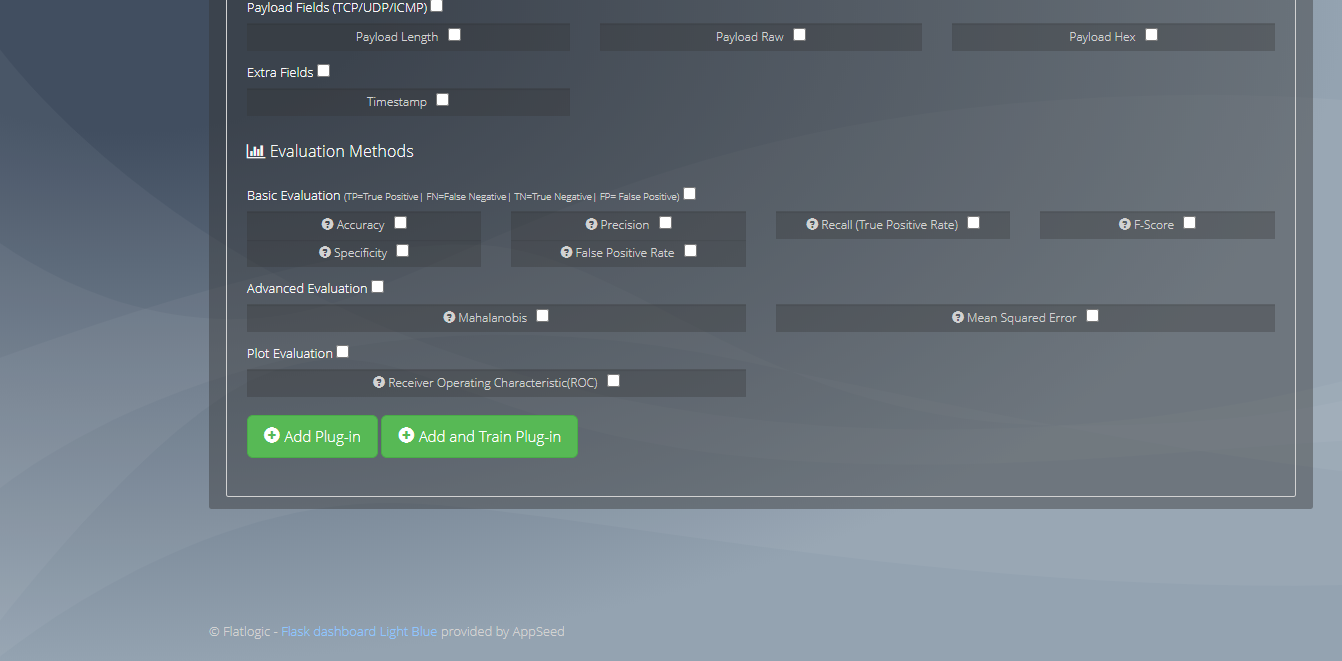 Payload Fields (TCP/UDP/ICMP)
Payload Length Payload Raw Payload Hex
Extra Fields
Timestamp
Evaluation Methods
Basic Evaluation (TP=True Positive| FN=False Negative| TN=True Negative| FP= False Positive)
Accuracy Precision Recall (True Positive Rate) F-Score
Specificity False Positive Rate
Advanced Evaluation
Mahalanobis Mean Squared Error
Plot Evaluation
Receiver Operating Characteristic(ROC)
Add Plug-in Add and Train Plug-in
© Flatlogic - Flask dashboard Light Blue provided by AppSeed